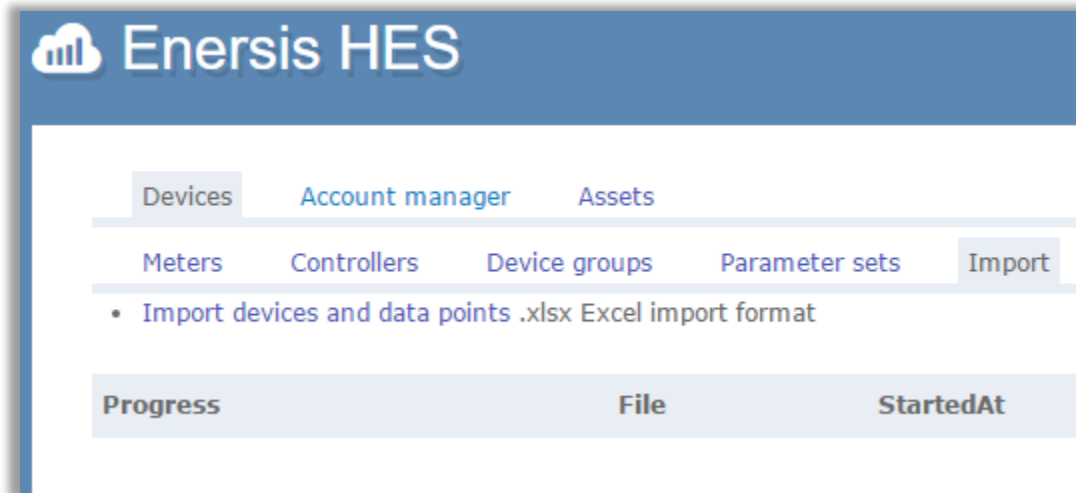 Enersis HES
Devices Account manager Assets
Meters Controllers Device groups Parameter sets Import
• Import devices and data points .xlsx Excel import format
Progress File StartedAt